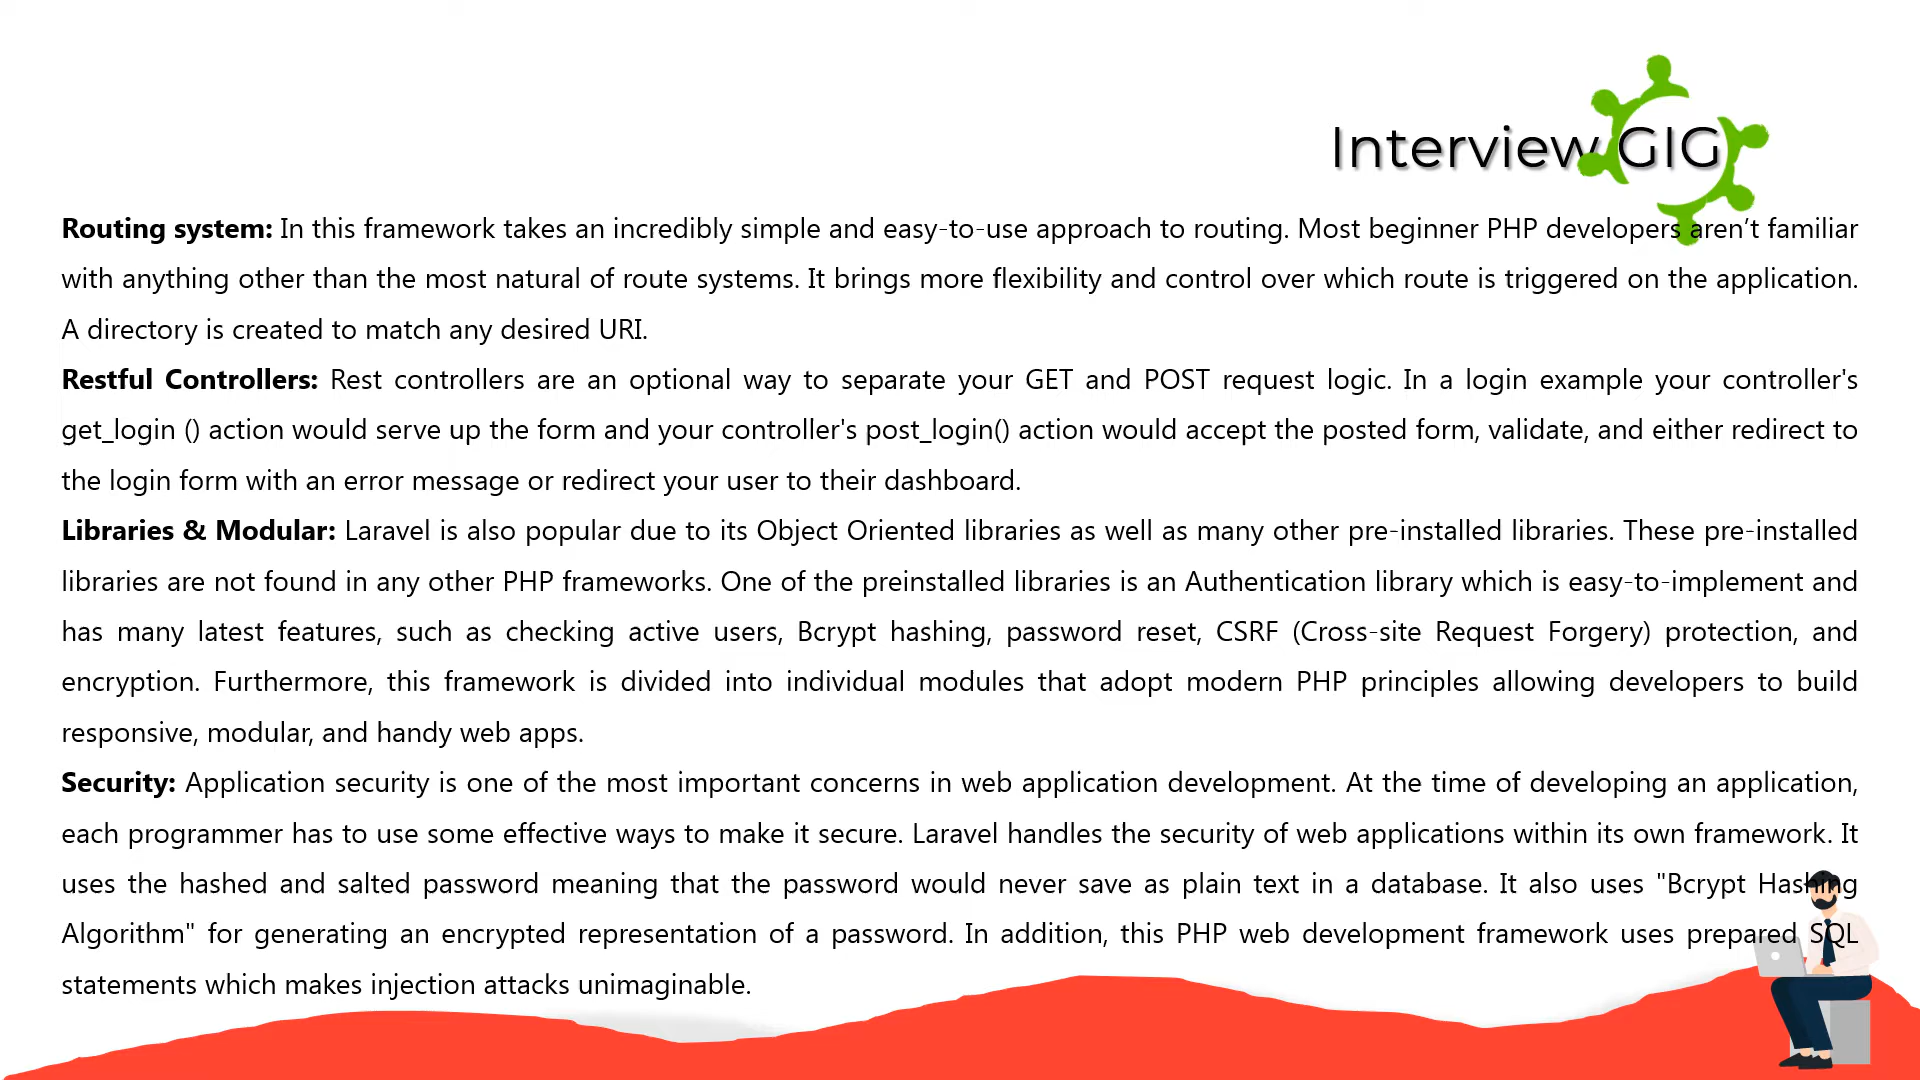 Interview GIG
Routing system: In this framework takes an incredibly simple and easy-to-use approach to routing. Most beginner PHP developers aren’t familiar
with anything other than the most natural of route systems. It brings more flexibility and control over which route is triggered on the application.
A directory is created to match any desired URI.
Restful Controllers: Rest controllers are an optional way to separate your GET and POST request logic. In a login example your controller's
get_login () action would serve up the form and your controller's post_login() action would accept the posted form, validate, and either redirect to
the login form with an error message or redirect your user to their dashboard.
Libraries & Modular: Laravel is also popular due to its Object Oriented libraries as well as many other pre-installed libraries. These pre-installed
libraries are not found in any other PHP frameworks. One of the preinstalled libraries is an Authentication library which is easy-to-implement and
has many latest features, such as checking active users, Bcrypt hashing, password reset, CSRF (Cross-site Request Forgery) protection, and
encryption. Furthermore, this framework is divided into individual modules that adopt modern PHP principles allowing developers to build
responsive, modular, and handy web apps.
Security: Application security is one of the most important concerns in web application development. At the time of developing an application,
each programmer has to use some effective ways to make it secure. Laravel handles the security of web applications within its own framework. It
uses the hashed and salted password meaning that the password would never save as plain text in a database. It also uses "Bcrypt Hashing
Algorithm" for generating an encrypted representation of a password. In addition, this PHP web development framework uses prepared SQL
statements which makes injection attacks unimaginable.